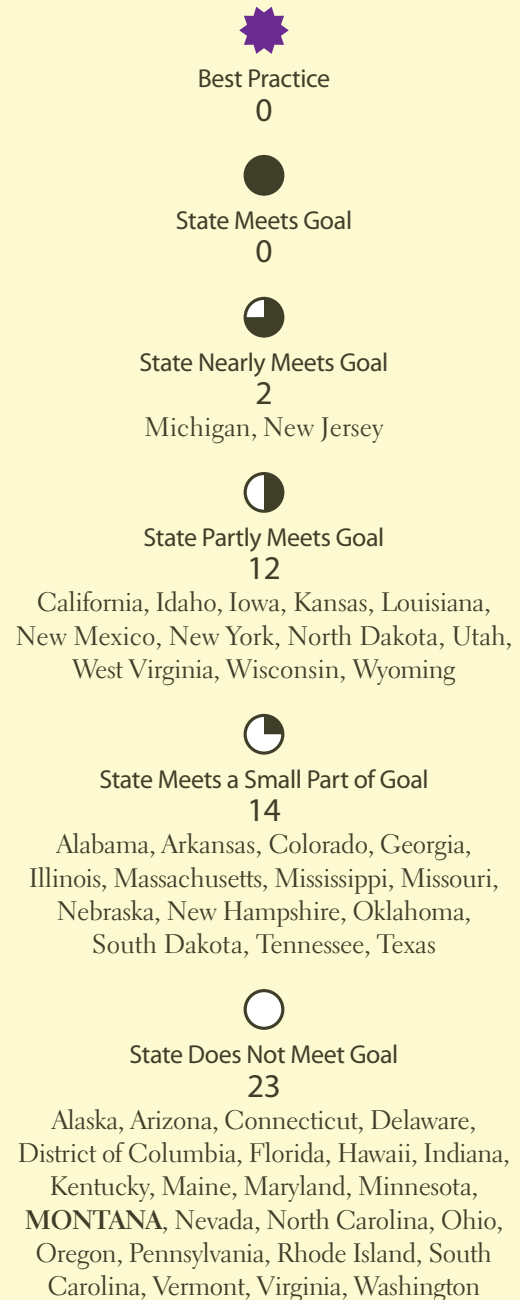 Best Practice
0
State Meets Goal
0
State Nearly Meets Goal
2
Michigan, New Jersey
State Partly Meets Goal
12
California, Idaho, Iowa, Kansas, Louisiana,
New Mexico, New York, North Dakota, Utah,
West Virginia, Wisconsin, Wyoming
State Meets a Small Part of Goal
14
Alabama, Arkansas, Colorado, Georgia,
Illinois, Massachusetts, Mississippi, Missouri,
Nebraska, New Hampshire, Oklahoma,
South Dakota, Tennessee, Texas
State Does Not Meet Goal
23
Alaska, Arizona, Connecticut, Delaware,
District of Columbia, Florida, Hawaii, Indiana,
Kentucky, Maine, Maryland, Minnesota,
MONTANA, Nevada, North Carolina, Ohio,
Oregon, Pennsylvania, Rhode Island, South
Carolina, Vermont, Virginia, Washington